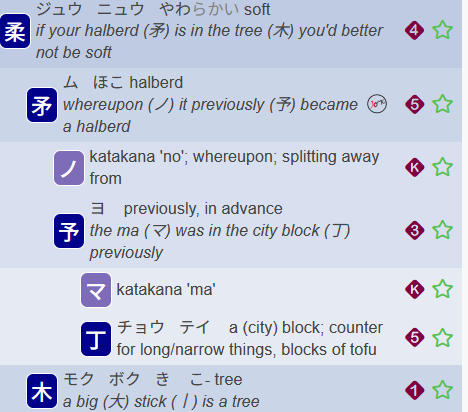 ジュウ ニュウ やわらかい soft
柔 if your halberd (矛) is in the tree (木) you'd better 4
not be soft
ム ほこ halberd
矛 whereupon (ノ) it previously (予) became 5
a halberd
ノ katakana 'no'; whereupon; splitting away K
from
ヨ previously, in advance
予 the ma (マ) was in the city block (丁) 3
previously
マ katakana 'ma' K
丁 チョウ テイ a (city) block; counter 5
for long/narrow things, blocks of tofu
木 モク ボク き こ- tree 1
a big (大) stick (丨) is a tree